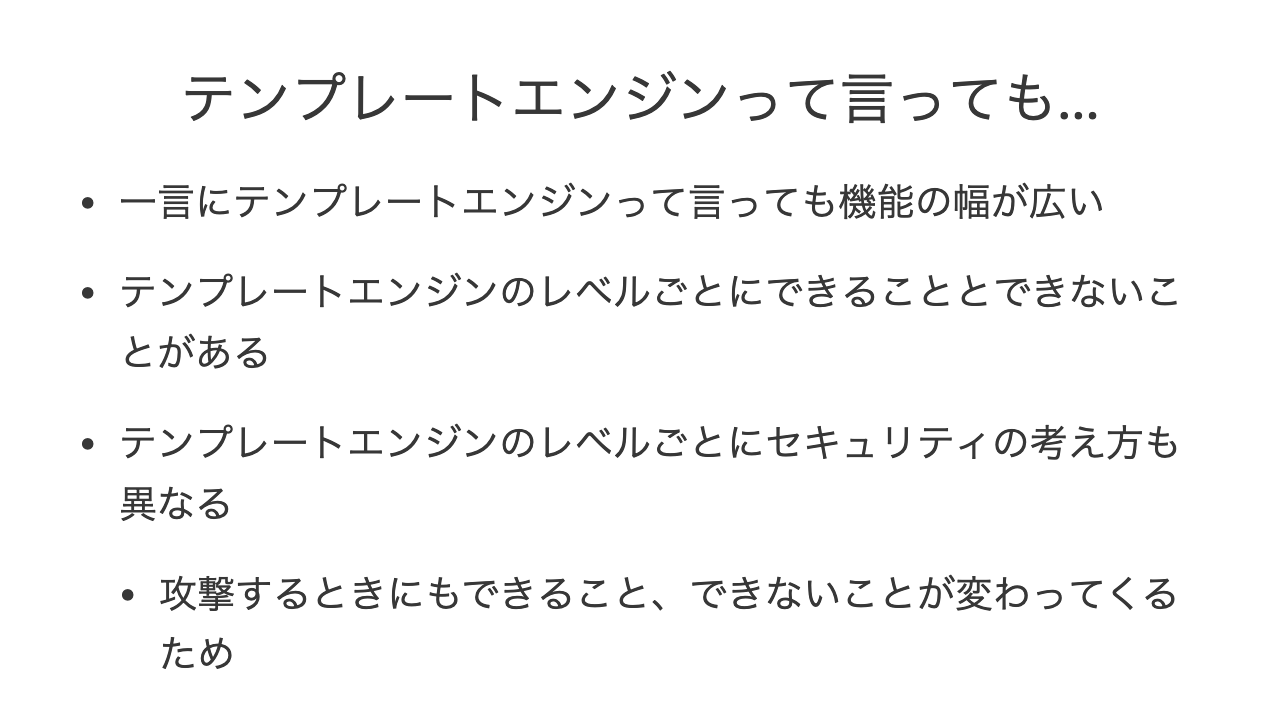 テンプレートエンジンって言っても...
• 一言にテンプレートエンジンって言っても機能の幅が広い
• テンプレートエンジンのレベルごとにできることとできないこ
とがある
• テンプレートエンジンのレベルごとにセキュリティの考え方も
異なる
• 攻撃するときにもできること、できないことが変わってくる
ため